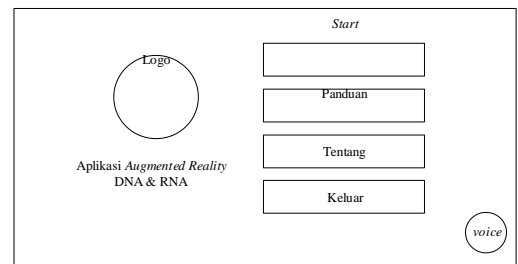 Start
Logo
Panduan
Tentang
Aplikasi Augmented Reality
DNA & RNA
Keluar
voice